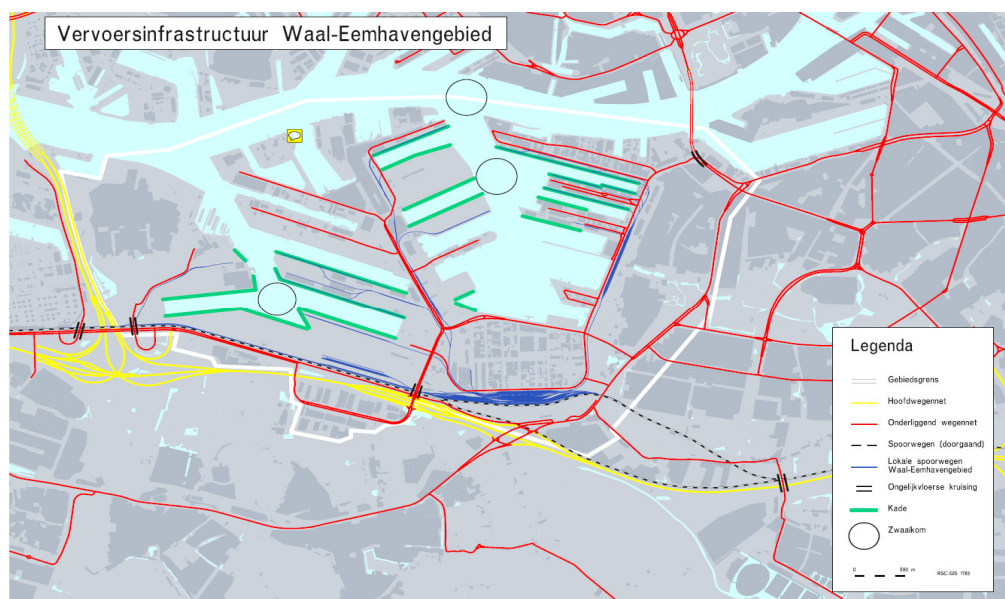 Vervoersinfrastructuur Waal-Eemhavengebied
Legenda
Gebiedsgrens
Hoofdwegennet
Onderliggend wegennet
Spoorwegen (doorgaand)
Lokale spoorwegen
Waal-Eemhavengebied
Ongelijkvloerse kruising
Kade
Zwaaikom
0 590 m
RSC-GIS 1783